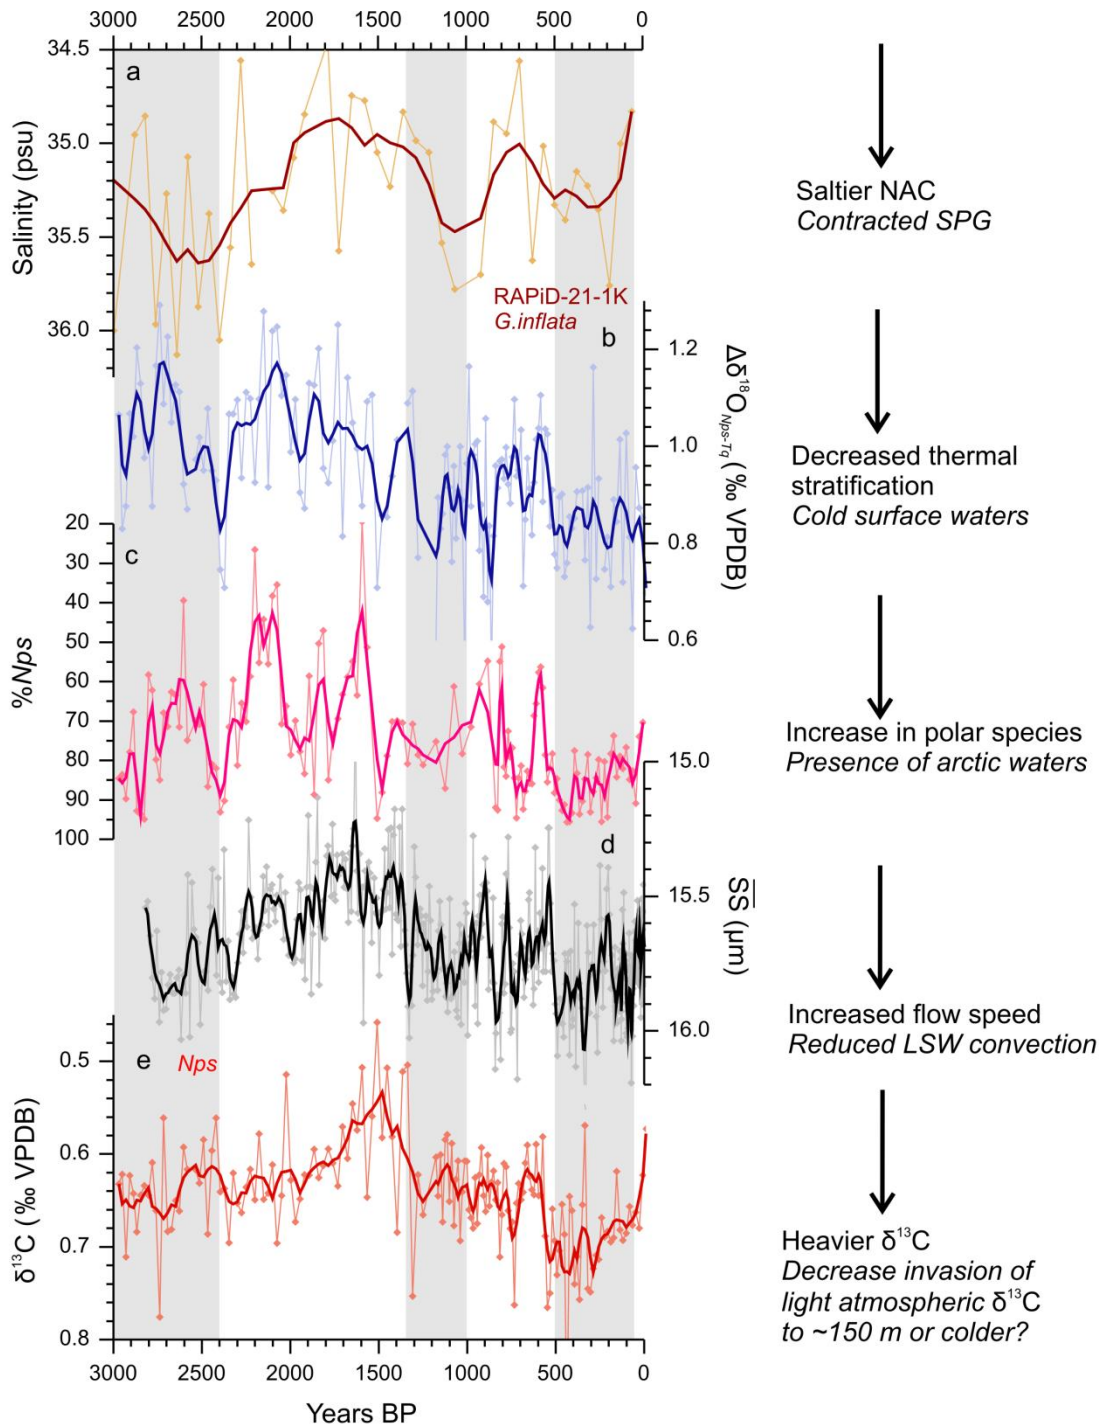 3000 2500 2000 1500 1000 500 0
34.5
a
35.0
Salinity (psu)
35.5
36.0
RAPiD-21-1K
G.inflata
Saltier NAC
Contracted SPG
b
1.2
1.0
0.8
0.6
Δδ¹⁸O Nps-Tq (‰ VPDB)
Decreased thermal
stratification
Cold surface waters
20
c
30
40
50
60
70
80
90
100
%Nps
Increase in polar species
Presence of arctic waters
15.0
d
15.5
16.0
SS (µm)
Increased flow speed
Reduced LSW convection
e
Nps
0.5
0.6
0.7
0.8
δ¹³C (‰ VPDB)
Heavier δ¹³C
Decrease invasion of
light atmospheric δ¹³C
to ~150 m or colder?
3000 2500 2000 1500 1000 500 0
Years BP